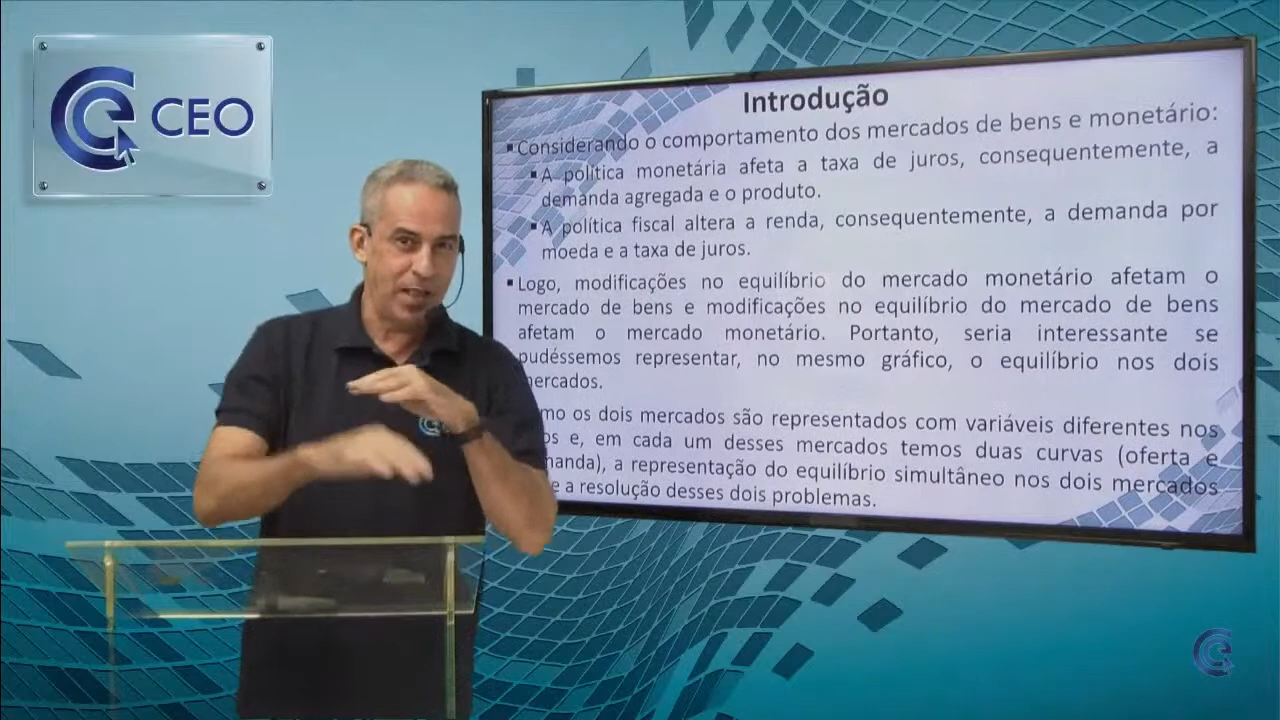 CEO
Introdução
▪Considerando o comportamento dos mercados de bens e monetário:
▪A política monetária afeta a taxa de juros, consequentemente, a
demanda agregada e o produto.
▪A política fiscal altera a renda, consequentemente, a demanda por
moeda e a taxa de juros.
▪Logo, modificações no equilíbrio do mercado monetário afetam o
mercado de bens e modificações no equilíbrio do mercado de bens
afetam o mercado monetário. Portanto, seria interessante se
pudéssemos representar, no mesmo gráfico, o equilíbrio nos dois
mercados.
os dois mercados são representados com variáveis diferentes nos
e, em cada um desses mercados temos duas curvas (oferta e
a representação do equilíbrio simultâneo nos dois mercados
a resolução desses dois problemas.